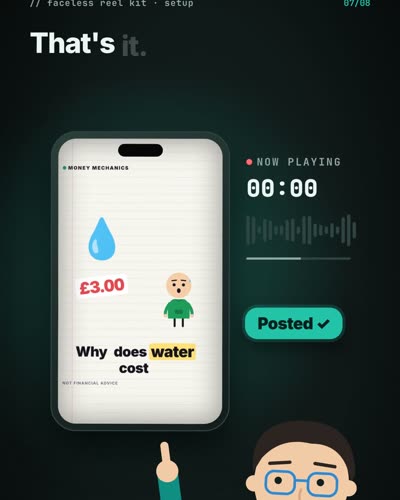 // faceless reel kit · setup
07/08
That's it.
MONEY MECHANICS
NOW PLAYING
00:00
£3.00
Posted ✓
Why does water
cost
NOT FINANCIAL ADVICE